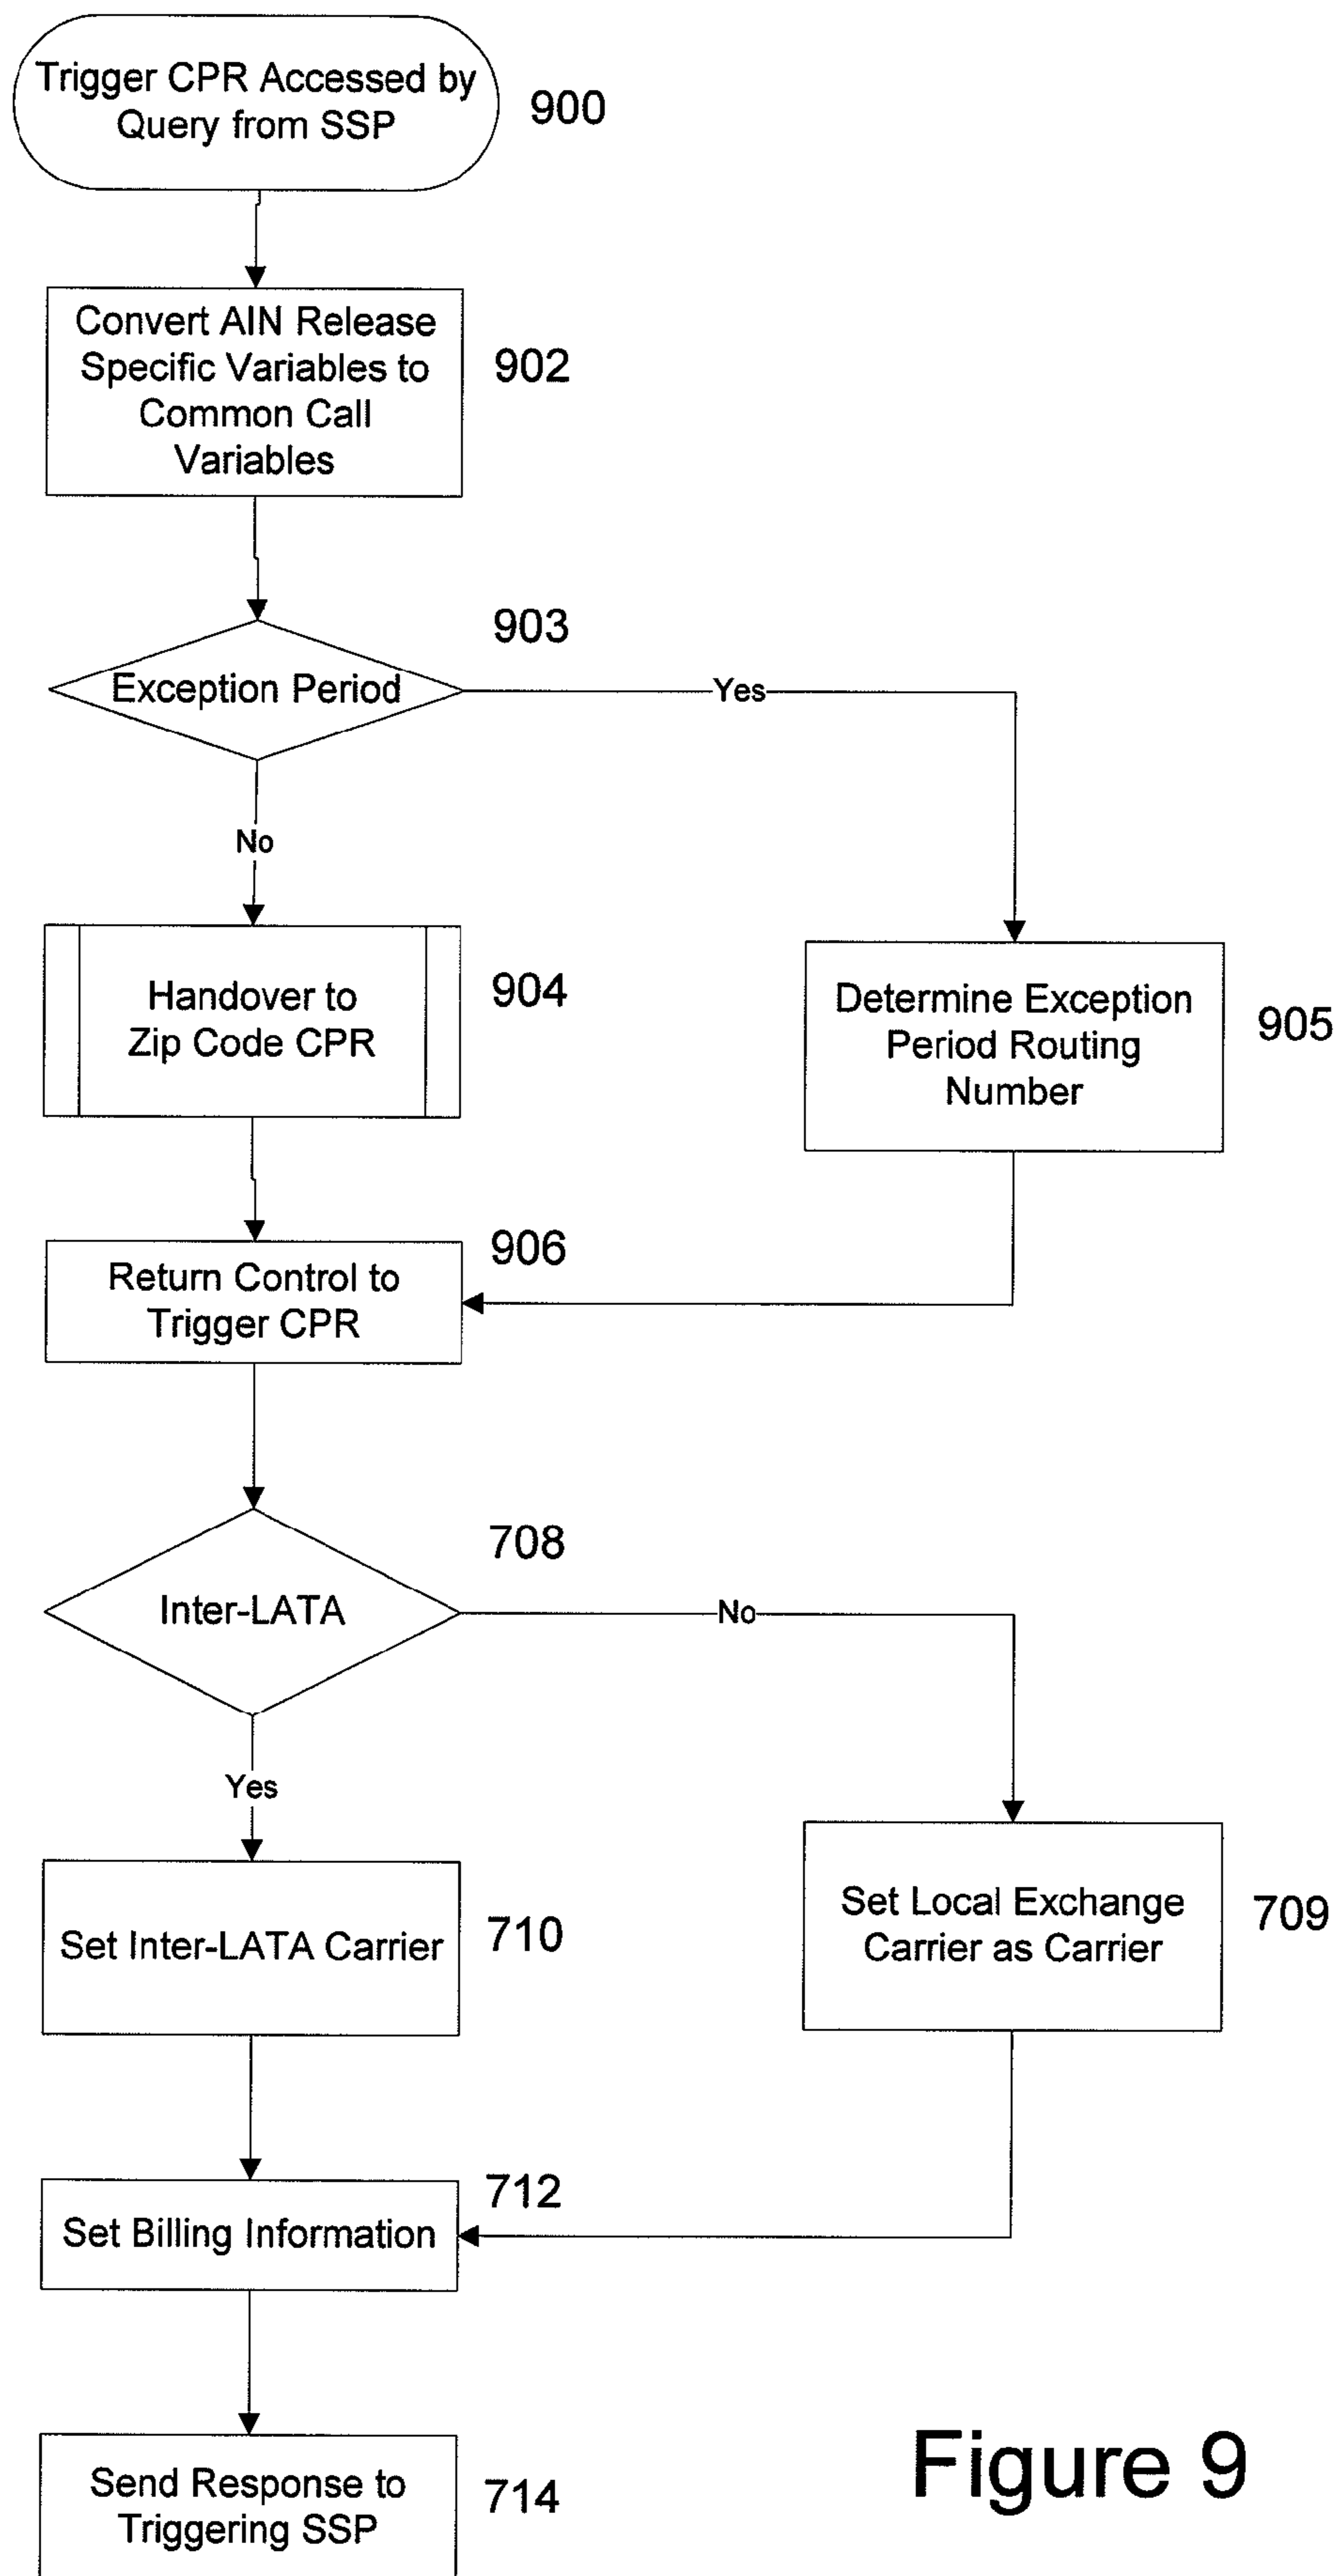 Trigger CPR Accessed by
Query from SSP
900
Convert AIN Release
Specific Variables to
Common Call
Variables
902
903
Exception Period
Yes
No
Handover to
Zip Code CPR
904
Determine Exception
Period Routing
Number
905
906
Return Control to
Trigger CPR
708
Inter-LATA
No
Yes
Set Inter-LATA Carrier
710
Set Local Exchange
Carrier as Carrier
709
712
Set Billing Information
Send Response to
Triggering SSP
714
Figure 9